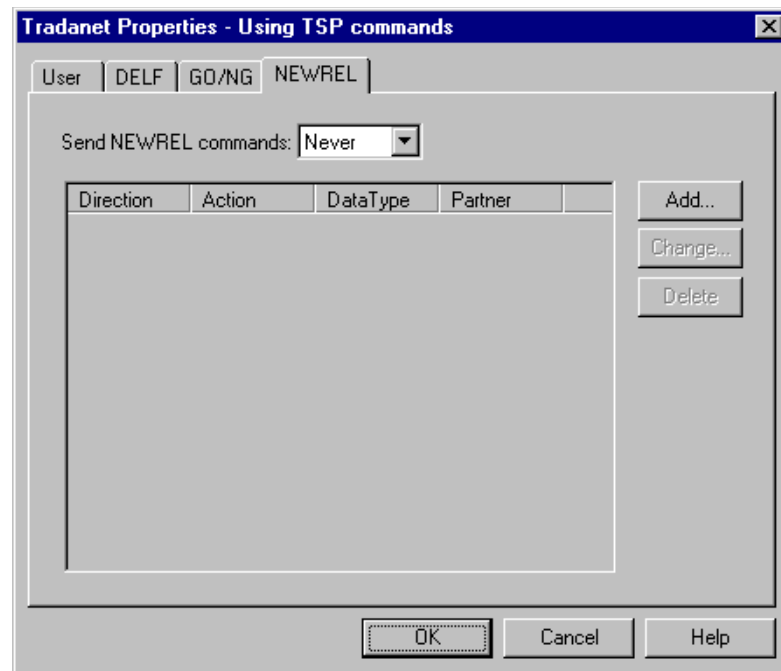 Tradanet Properties - Using TSP commands
User DELF GO/NG NEWREL
Send NEWREL commands: Never
Direction Action DataType Partner Add...
Change...
Delete
OK Cancel Help